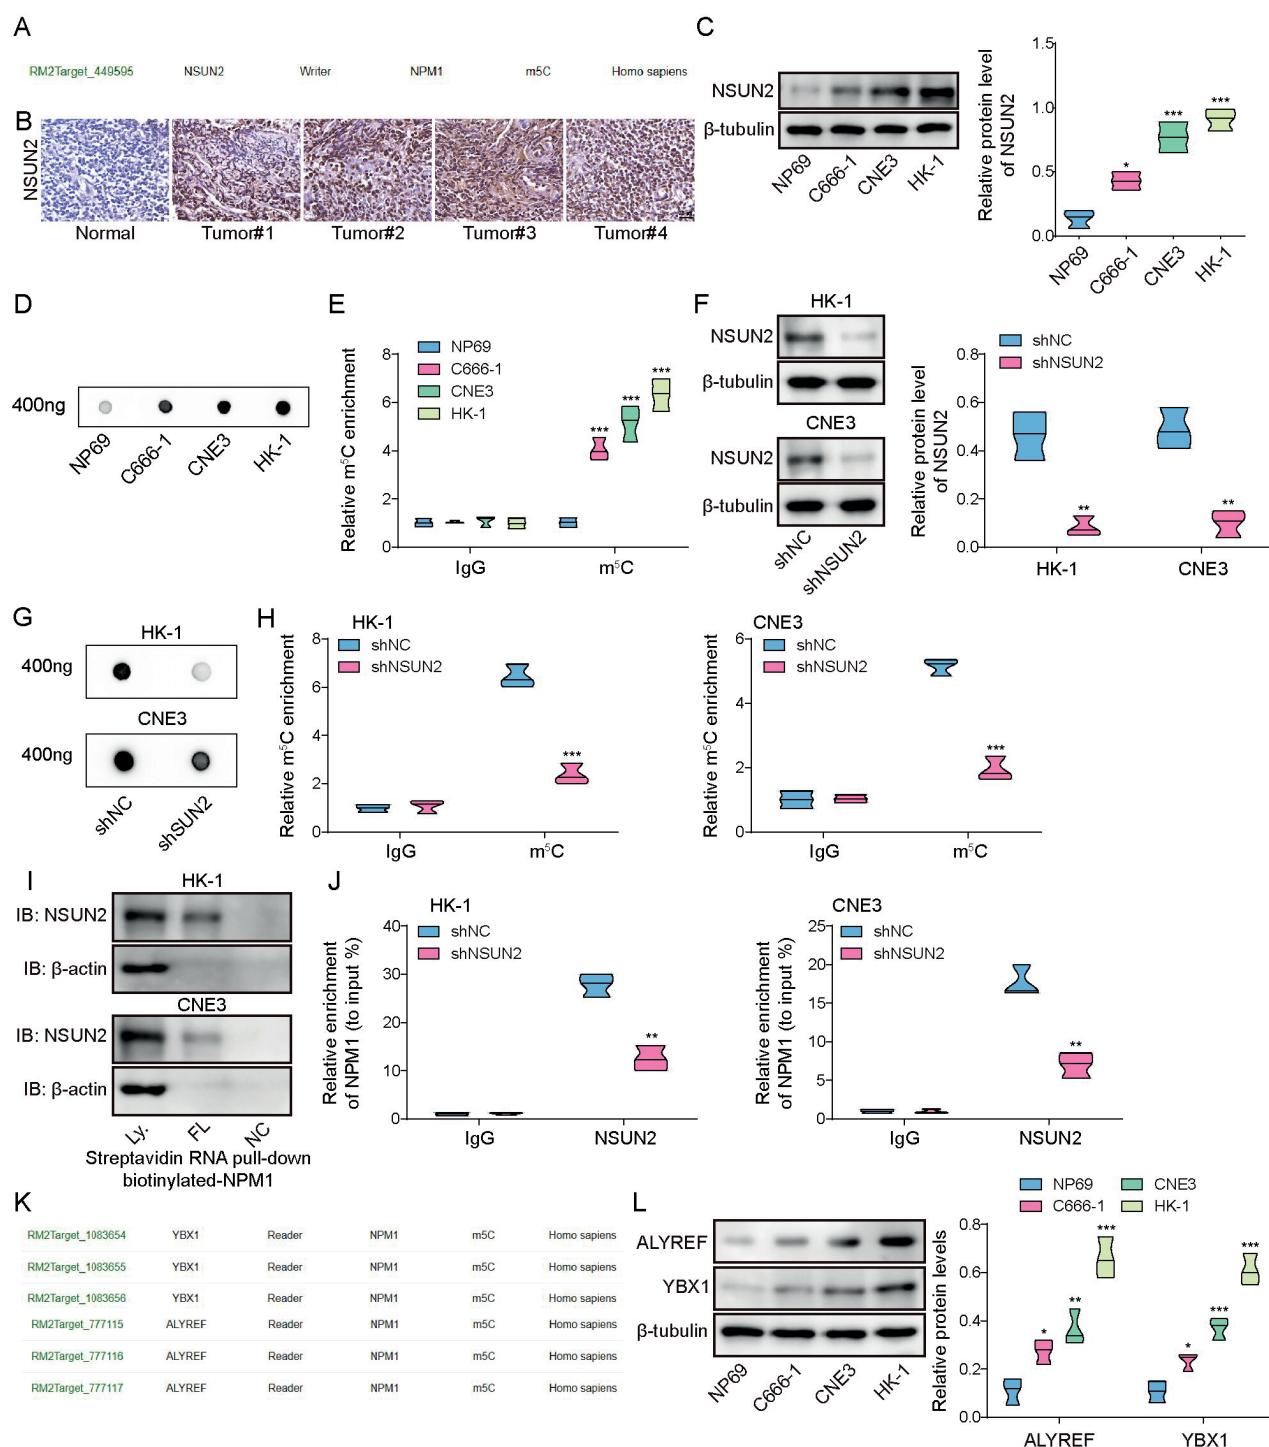 A
RM2Target_449595 NSUN2 Writer NPM1 m5C Homo sapiens
B
NSUN2
Normal Tumor#1 Tumor#2 Tumor#3 Tumor#4
C
NSUN2
β-tubulin
NP69 C666-1 CNE3 HK-1
Relative protein level
of NSUN2
1.5
1.0
0.5
0.0
* *** ***
NP69 C666-1 CNE3 HK-1
D
400ng
NP69 C666-1 CNE3 HK-1
E
Relative m⁵C enrichment
8
6
4
2
0
NP69
C666-1
CNE3
HK-1
*** *** ***
IgG m⁵C
F
HK-1
NSUN2
β-tubulin
CNE3
NSUN2
β-tubulin
shNC shNSUN2
Relative protein level
of NSUN2
0.8
0.6
0.4
0.2
0.0
shNC
shNSUN2
** **
HK-1 CNE3
G
HK-1
400ng
CNE3
400ng
shNC shSUN2
H
HK-1
shNC
shNSUN2
Relative m⁵C enrichment
8
6
4
2
0
***
IgG m⁵C
CNE3
shNC
shNSUN2
Relative m⁵C enrichment
6
4
2
0
***
IgG m⁵C
I
HK-1
IB: NSUN2
IB: β-actin
CNE3
IB: NSUN2
IB: β-actin
Ly. FL NC
Streptavidin RNA pull-down
biotinylated-NPM1
J
HK-1
shNC
shNSUN2
Relative enrichment
of NPM1 (to input %)
40
30
20
10
0
**
IgG NSUN2
CNE3
shNC
shNSUN2
Relative enrichment
of NPM1 (to input %)
25
20
15
10
5
0
**
IgG NSUN2
K
RM2Target_1083654 YBX1 Reader NPM1 m5C Homo sapiens
RM2Target_1083655 YBX1 Reader NPM1 m5C Homo sapiens
RM2Target_1083656 YBX1 Reader NPM1 m5C Homo sapiens
RM2Target_777115 ALYREF Reader NPM1 m5C Homo sapiens
RM2Target_777116 ALYREF Reader NPM1 m5C Homo sapiens
RM2Target_777117 ALYREF Reader NPM1 m5C Homo sapiens
L
ALYREF
YBX1
β-tubulin
NP69 C666-1 CNE3 HK-1
NP69 CNE3
C666-1 HK-1
Relative protein levels
0.8
0.6
0.4
0.2
0.0
* ** *** * *** ***
ALYREF YBX1